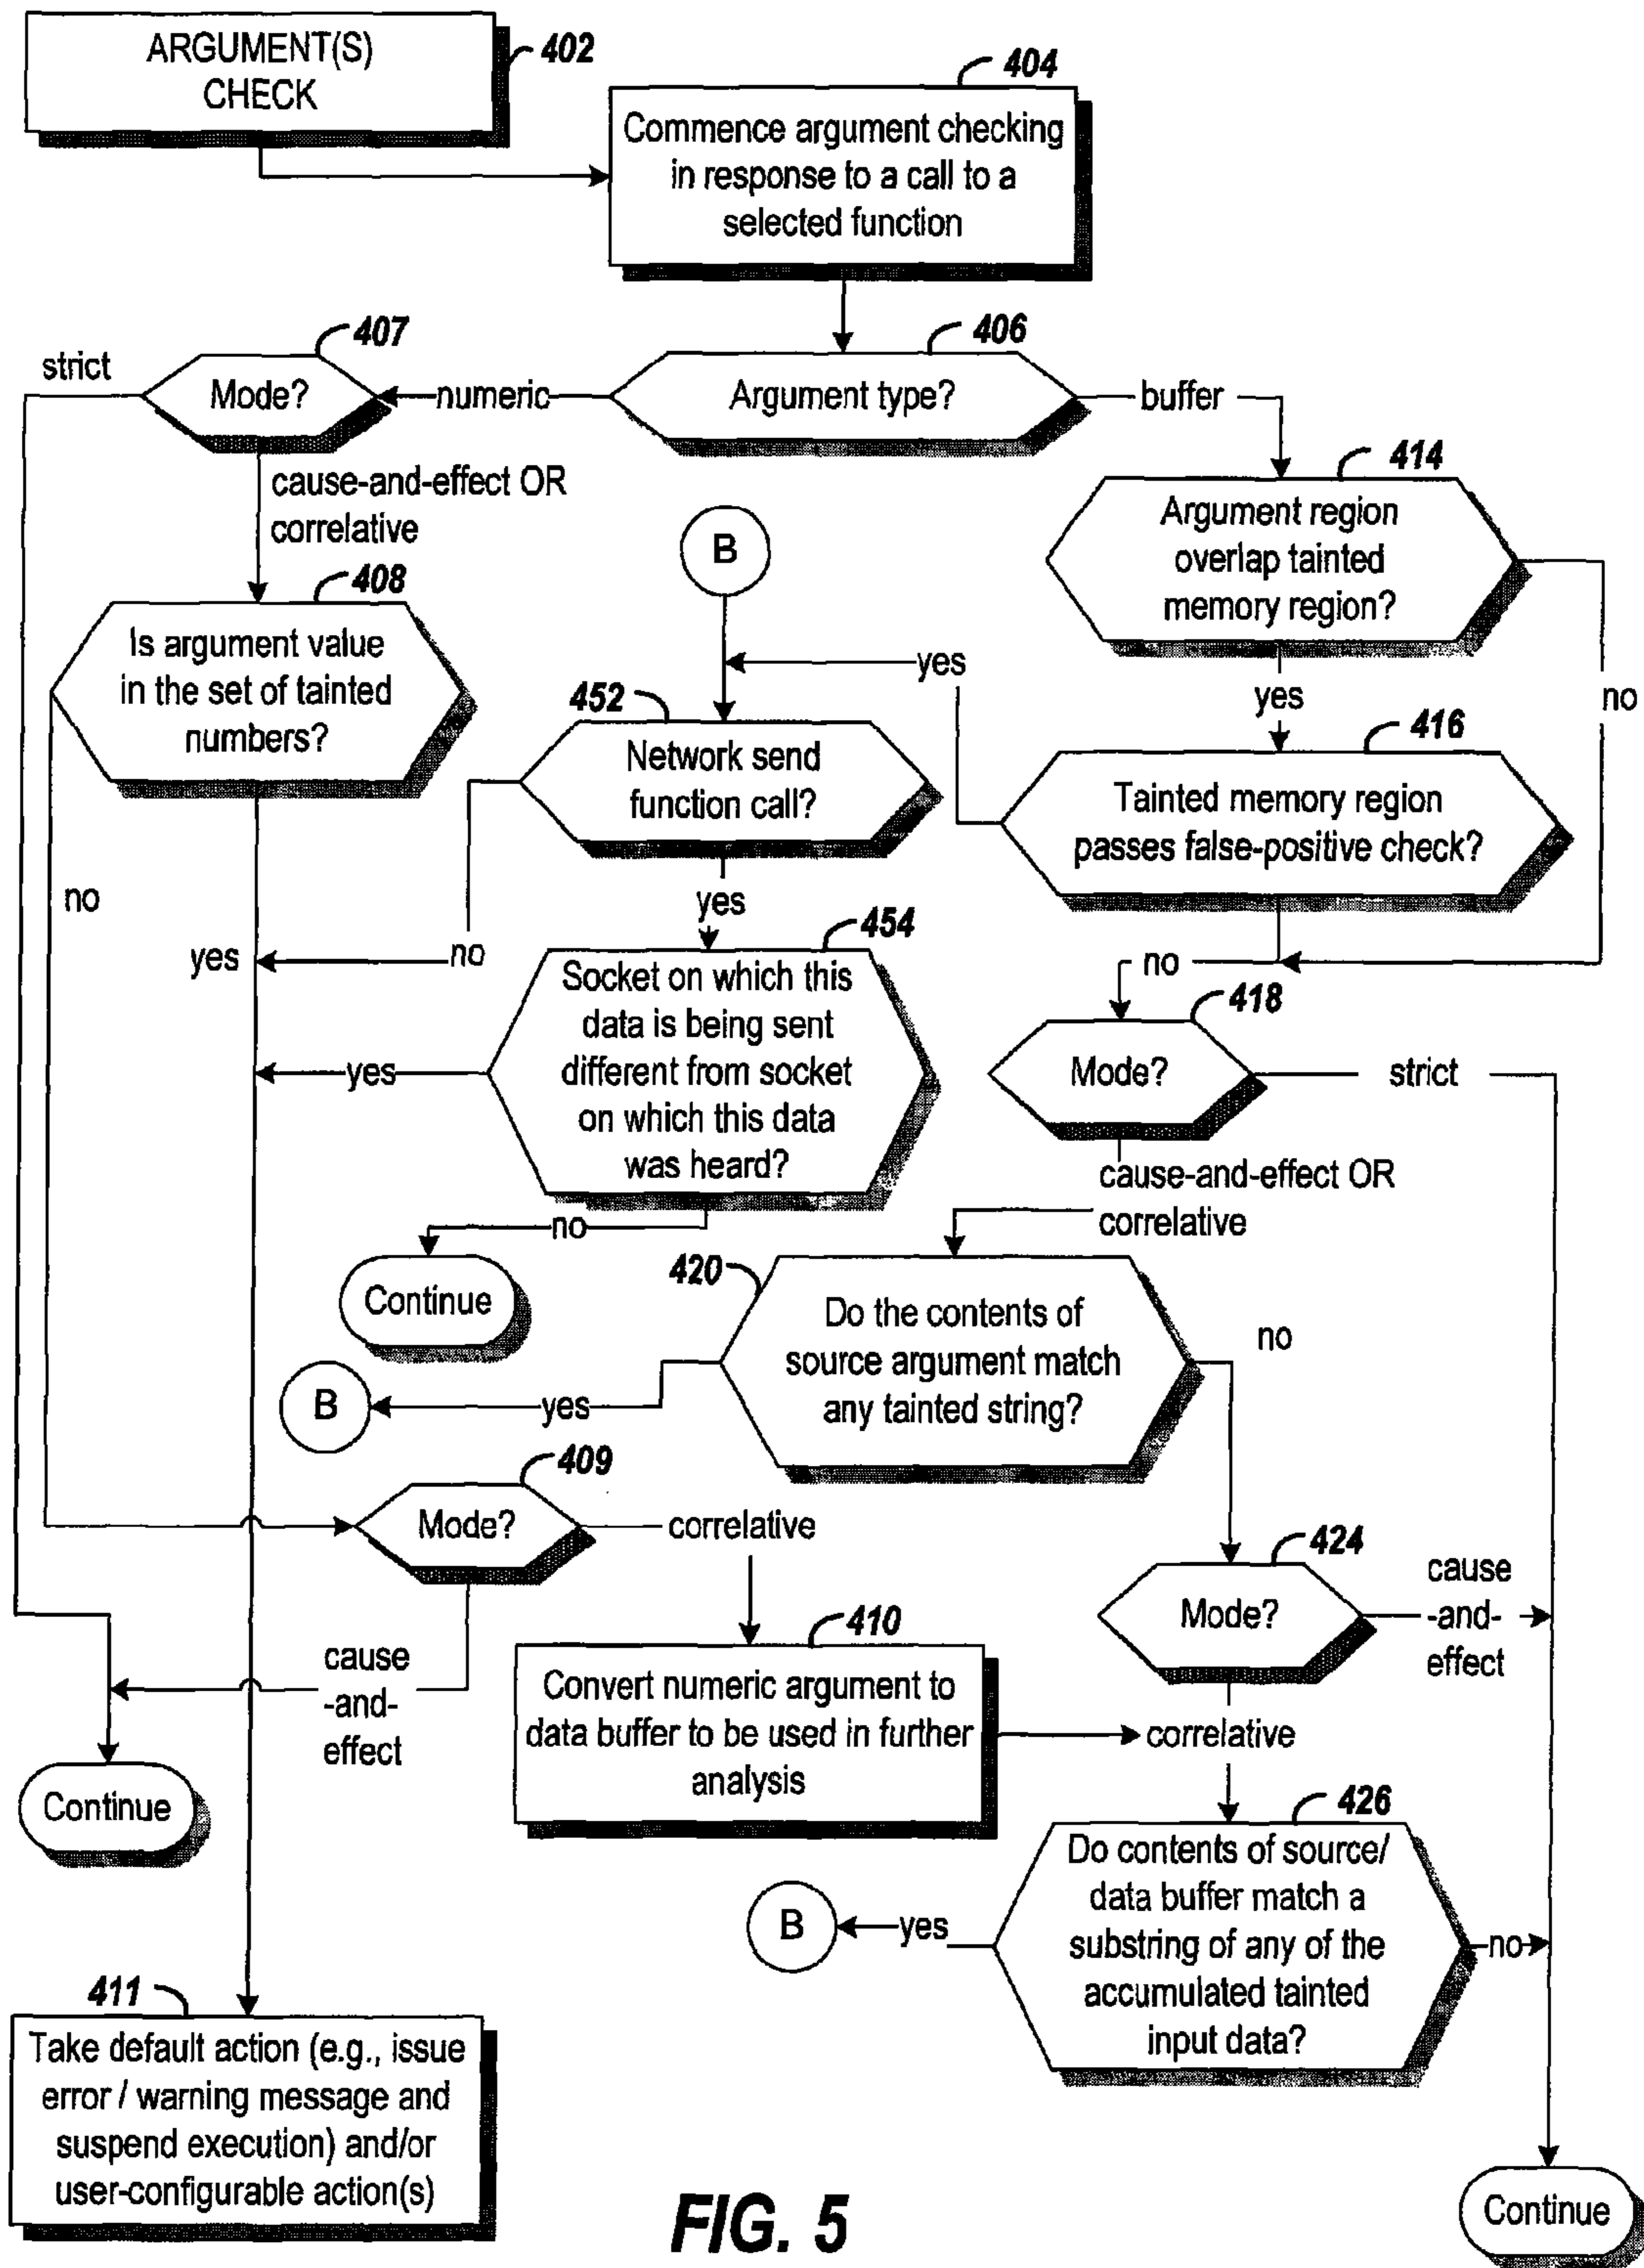 ARGUMENT(S)
CHECK
402
404
Commence argument checking
in response to a call to a
selected function
407
406
strict
Mode?
numeric
Argument type?
buffer
cause-and-effect OR
correlative
414
Argument region
overlap tainted
memory region?
B
408
Is argument value
in the set of tainted
numbers?
yes
yes
no
452
Network send
function call?
416
Tainted memory region
passes false-positive check?
no
yes
454
yes
no
no
Socket on which this
data is being sent
different from socket
on which this data
was heard?
yes
no
418
Mode?
strict
cause-and-effect OR
correlative
Continue
420
Do the contents of
source argument match
any tainted string?
no
B
yes
409
Mode?
correlative
424
Mode?
cause
-and-
effect
410
Convert numeric argument to
data buffer to be used in further
analysis
correlative
cause
-and-
effect
Continue
426
Do contents of source/
data buffer match a
substring of any of the
accumulated tainted
input data?
B
yes
no
411
Take default action (e.g., issue
error / warning message and
suspend execution) and/or
user-configurable action(s)
Continue
FIG. 5